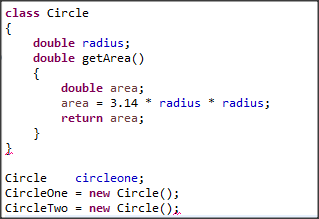 class Circle
{
    double radius;
    double getArea()
    {
        double area;
        area = 3.14 * radius * radius;
        return area;
    }
}
Circle    circleone;
CircleOne = new Circle();
CircleTwo = new Circle();